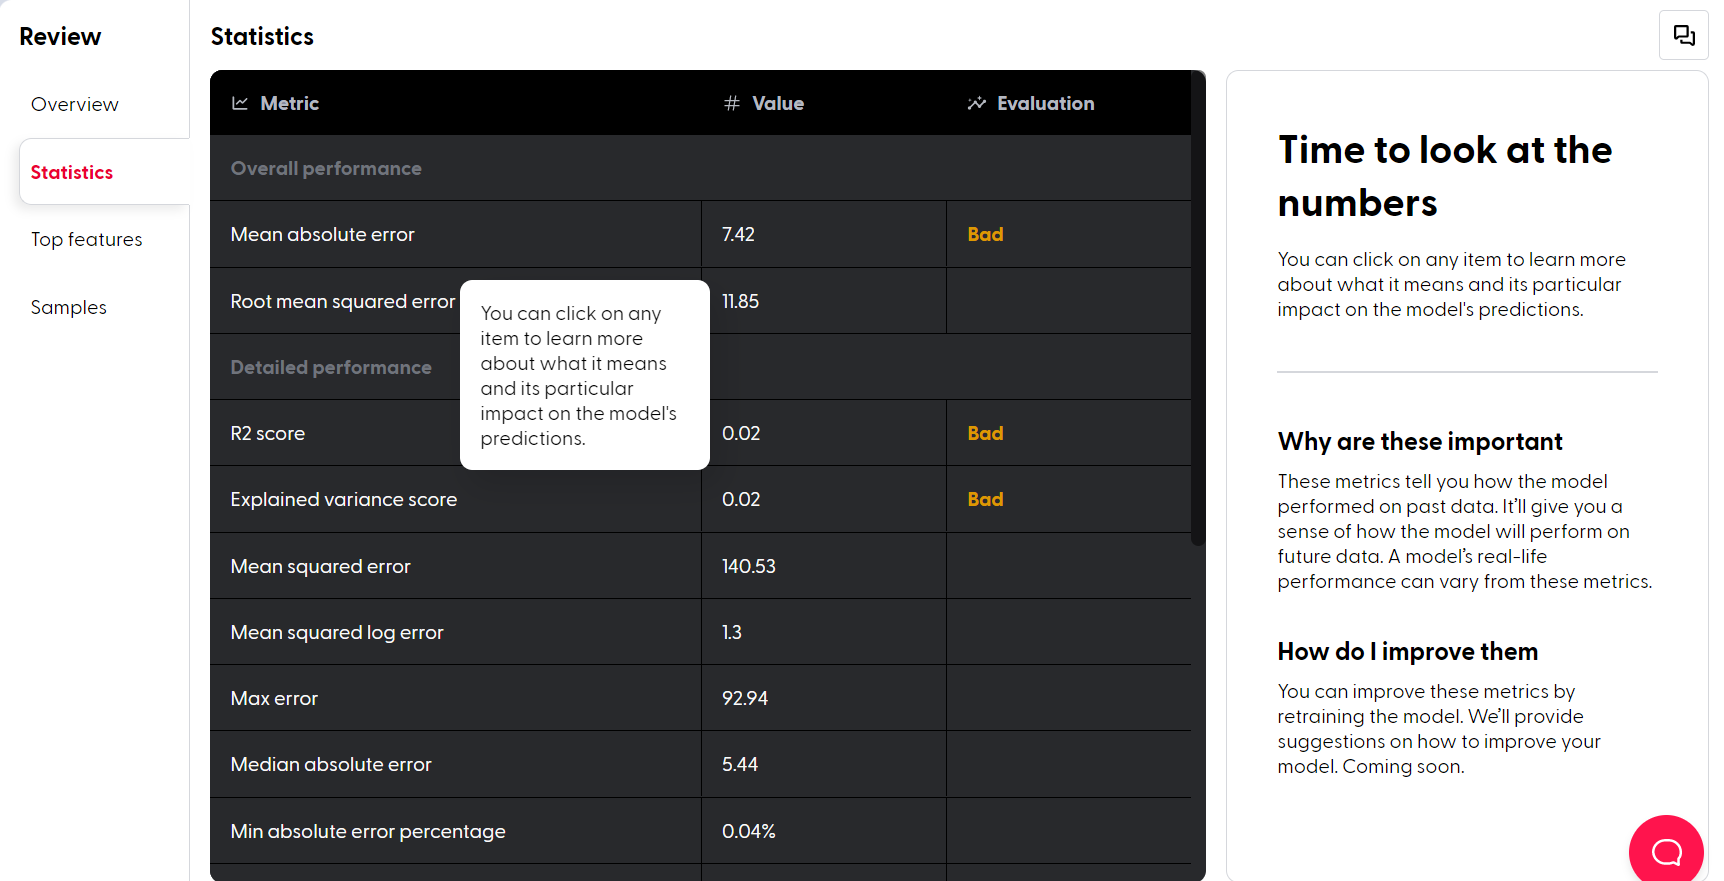 Review
Overview
Statistics
Top features
Samples
Statistics
Metric
Value
Evaluation
Overall performance
Mean absolute error
7.42
Bad
Root mean squared error
11.85
Detailed performance
You can click on any
item to learn more
about what it means
and its particular
impact on the model's
predictions.
R2 score
0.02
Bad
Explained variance score
0.02
Bad
Mean squared error
140.53
Mean squared log error
1.3
Max error
92.94
Median absolute error
5.44
Min absolute error percentage
0.04%
Time to look at the
numbers
You can click on any item to learn more
about what it means and its particular
impact on the model's predictions.
Why are these important
These metrics tell you how the model
performed on past data. It’ll give you a
sense of how the model will perform on
future data. A model’s real-life
performance can vary from these metrics.
How do I improve them
You can improve these metrics by
retraining the model. We’ll provide
suggestions on how to improve your
model. Coming soon.